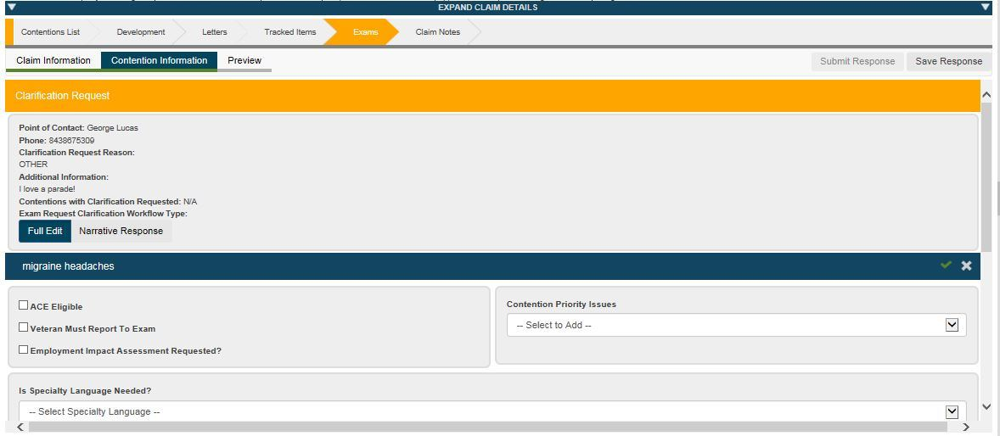 EXPAND CLAIM DETAILS
Contentions List Development Letters Tracked Items Exams Claim Notes
Claim Information Contention Information Preview Submit Response Save Response
Clarification Request
Point of Contact: George Lucas
Phone: 8438675309
Clarification Request Reason:
OTHER
Additional Information:
I love a parade!
Contentions with Clarification Requested: N/A
Exam Request Clarification Workflow Type:
Full Edit Narrative Response
migraine headaches
ACE Eligible
Veteran Must Report To Exam
Employment Impact Assessment Requested?
Contention Priority Issues
-- Select to Add --
Is Specialty Language Needed?
-- Select Specialty Language --